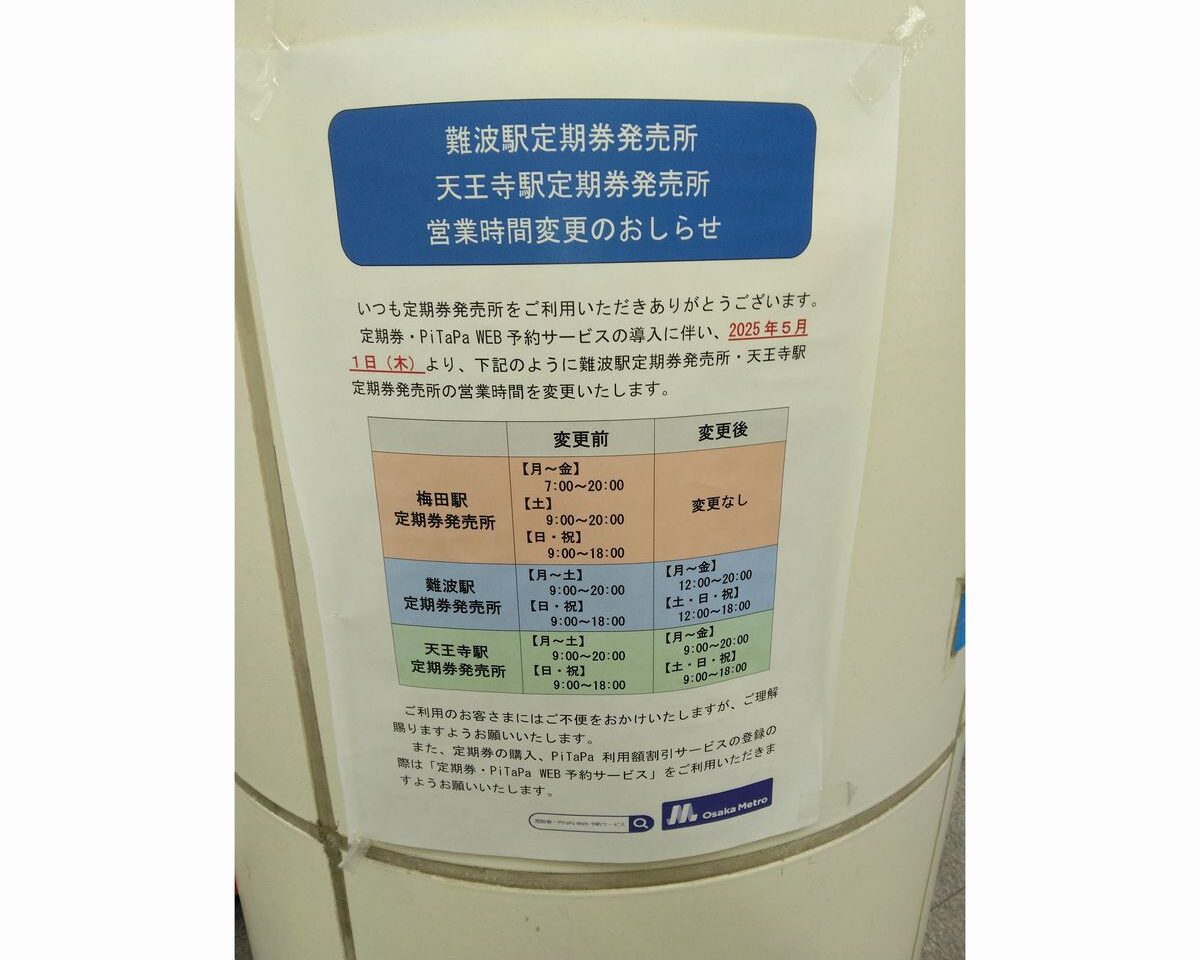 難波駅定期券発売所
天王寺駅定期券発売所
営業時間変更のおしらせ
いつも定期券発売所をご利用いただきありがとうございます。
定期券・PiTaPa WEB 予約サービスの導入に伴い、2025年5月
1日（木）より、下記のように難波駅定期券発売所・天王寺駅
定期券発売所の営業時間を変更いたします。
変更前 変更後
梅田駅
定期券発売所
【月～金】
7:00～20:00
【土】
9:00～20:00
【日・祝】
9:00～18:00
変更なし
難波駅
定期券発売所
【月～土】
9:00～20:00
【日・祝】
9:00～18:00
【月～金】
12:00～20:00
【土・日・祝】
12:00～18:00
天王寺駅
定期券発売所
【月～土】
9:00～20:00
【日・祝】
9:00～18:00
【月～金】
9:00～20:00
【土・日・祝】
9:00～18:00
ご利用のお客さまにはご不便をおかけいたしますが、ご理解
賜りますようお願いいたします。
また、定期券の購入、PiTaPa 利用額割引サービスの登録の
際は「定期券・PiTaPa WEB 予約サービス」をご利用いただきま
すようお願いいたします。
定期券・PiTaPa WEB 予約サービス
Osaka Metro